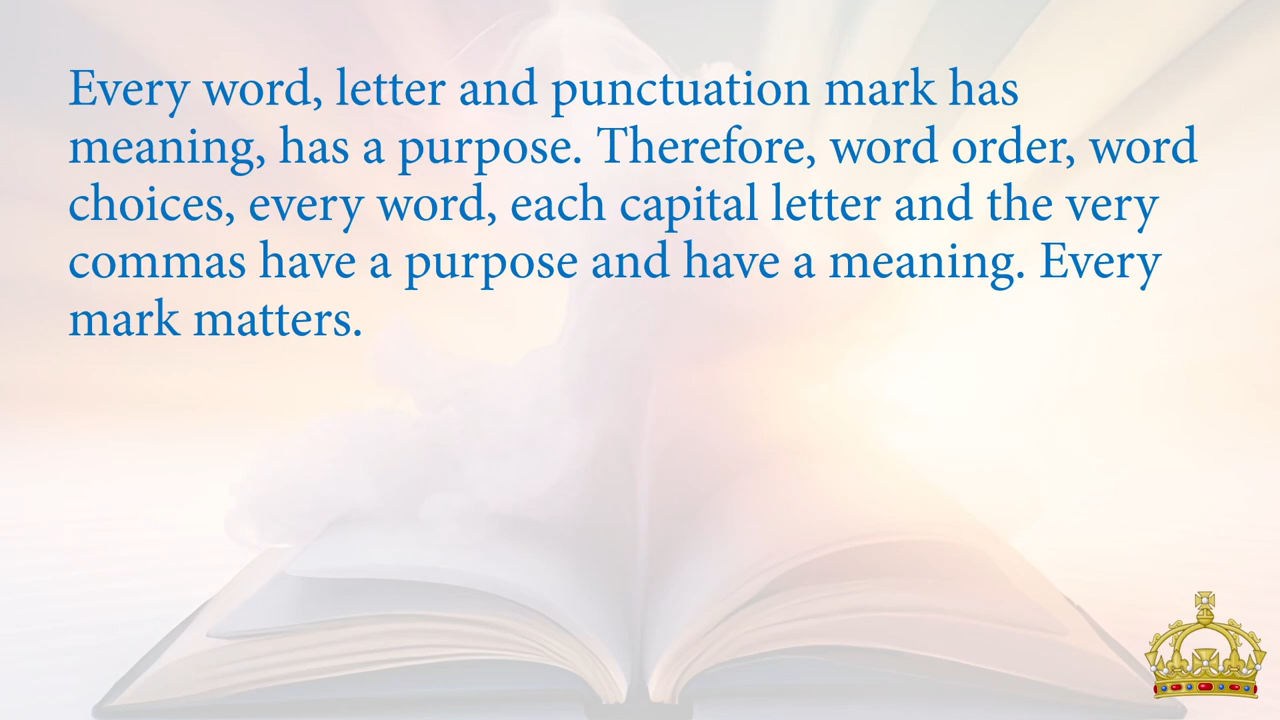 Every word, letter and punctuation mark has
meaning, has a purpose. Therefore, word order, word
choices, every word, each capital letter and the very
commas have a purpose and have a meaning. Every
mark matters.